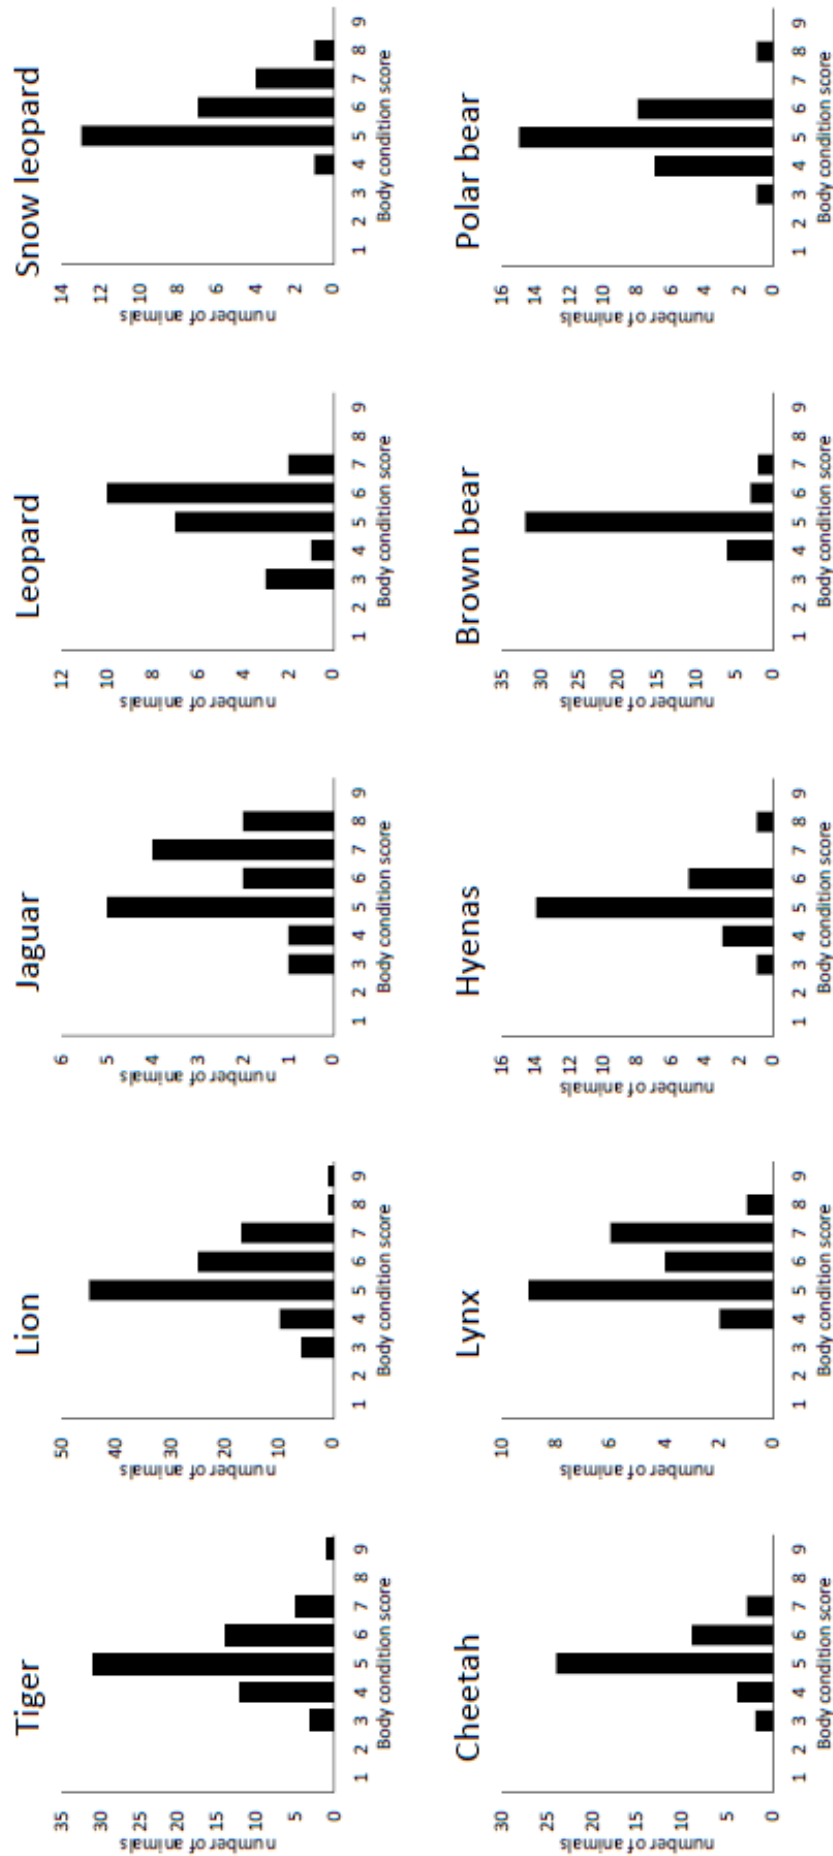 Tiger
35
30
25
20
15
10
5
0
number of animals
1 2 3 4 5 6 7 8 9
Body condition score
Lion
50
40
30
20
10
0
number of animals
1 2 3 4 5 6 7 8 9
Body condition score
Jaguar
6
5
4
3
2
1
0
number of animals
1 2 3 4 5 6 7 8 9
Body condition score
Leopard
12
10
8
6
4
2
0
number of animals
1 2 3 4 5 6 7 8 9
Body condition score
Snow leopard
14
12
10
8
6
4
2
0
number of animals
1 2 3 4 5 6 7 8 9
Body condition score
Cheetah
30
25
20
15
10
5
0
number of animals
1 2 3 4 5 6 7 8 9
Body condition score
Lynx
10
8
6
4
2
0
number of animals
1 2 3 4 5 6 7 8 9
Body condition score
Hyenas
16
14
12
10
8
6
4
2
0
number of animals
1 2 3 4 5 6 7 8 9
Body condition score
Brown bear
35
30
25
20
15
10
5
0
number of animals
1 2 3 4 5 6 7 8 9
Body condition score
Polar bear
16
14
12
10
8
6
4
2
0
number of animals
1 2 3 4 5 6 7 8 9
Body condition score